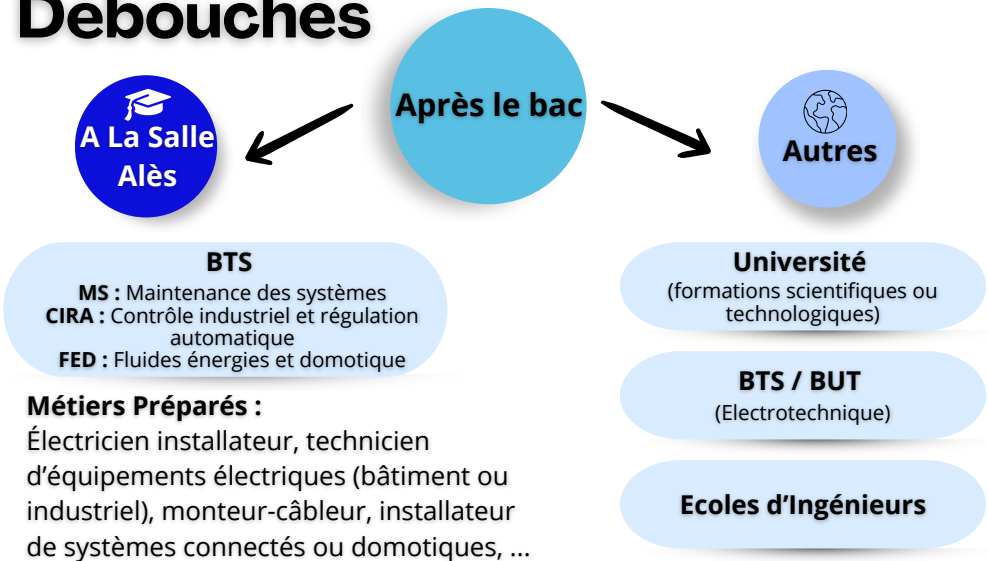 Débouchés
Après le bac
A La Salle
Alès
Autres
BTS
MS : Maintenance des systèmes
CIRA : Contrôle industriel et régulation
automatique
FED : Fluides énergies et domotique
Métiers Préparés :
Électricien installateur, technicien
d’équipements électriques (bâtiment ou
industriel), monteur-câbleur, installateur
de systèmes connectés ou domotiques, ...
Université
(formations scientifiques ou
technologiques)
BTS / BUT
(Electrotechnique)
Ecoles d’Ingénieurs